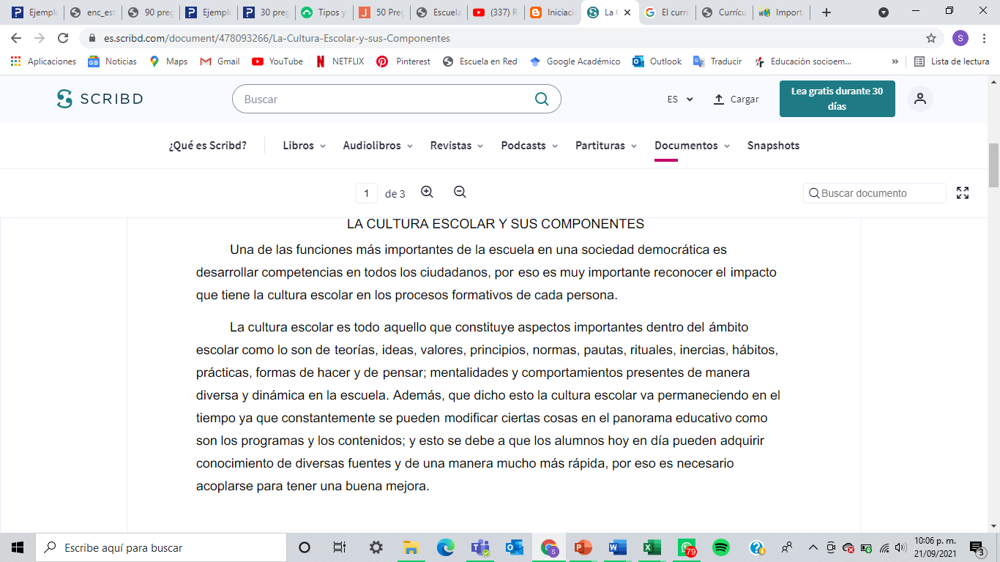 Ejemplo enc_est 90 preg Ejemplo 30 preg Tipos y 50 Preg Escuela (337) R Iniciaci La C El currí Currícu Importa
es.scribd.com/document/478093266/La-Cultura-Escolar-y-sus-Componentes S
Aplicaciones Noticias Maps Gmail YouTube NETFLIX Pinterest Escuela en Red Google Académico Outlook Traducir Educación socioem... » Lista de lectura
SCRIBD Buscar ES Cargar Lea gratis durante 30
días
¿Qué es Scribd? Libros Audiolibros Revistas Podcasts Partituras Documentos Snapshots
1 de 3 Buscar documento
LA CULTURA ESCOLAR Y SUS COMPONENTES
Una de las funciones más importantes de la escuela en una sociedad democrática es
desarrollar competencias en todos los ciudadanos, por eso es muy importante reconocer el impacto
que tiene la cultura escolar en los procesos formativos de cada persona.
La cultura escolar es todo aquello que constituye aspectos importantes dentro del ámbito
escolar como lo son de teorías, ideas, valores, principios, normas, pautas, rituales, inercias, hábitos,
prácticas, formas de hacer y de pensar; mentalidades y comportamientos presentes de manera
diversa y dinámica en la escuela. Además, que dicho esto la cultura escolar va permaneciendo en el
tiempo ya que constantemente se pueden modificar ciertas cosas en el panorama educativo como
son los programas y los contenidos; y esto se debe a que los alumnos hoy en día pueden adquirir
conocimiento de diversas fuentes y de una manera mucho más rápida, por eso es necesario
acoplarse para tener una buena mejora.
Escribe aquí para buscar 79 10:06 p. m.
21/09/2021 3